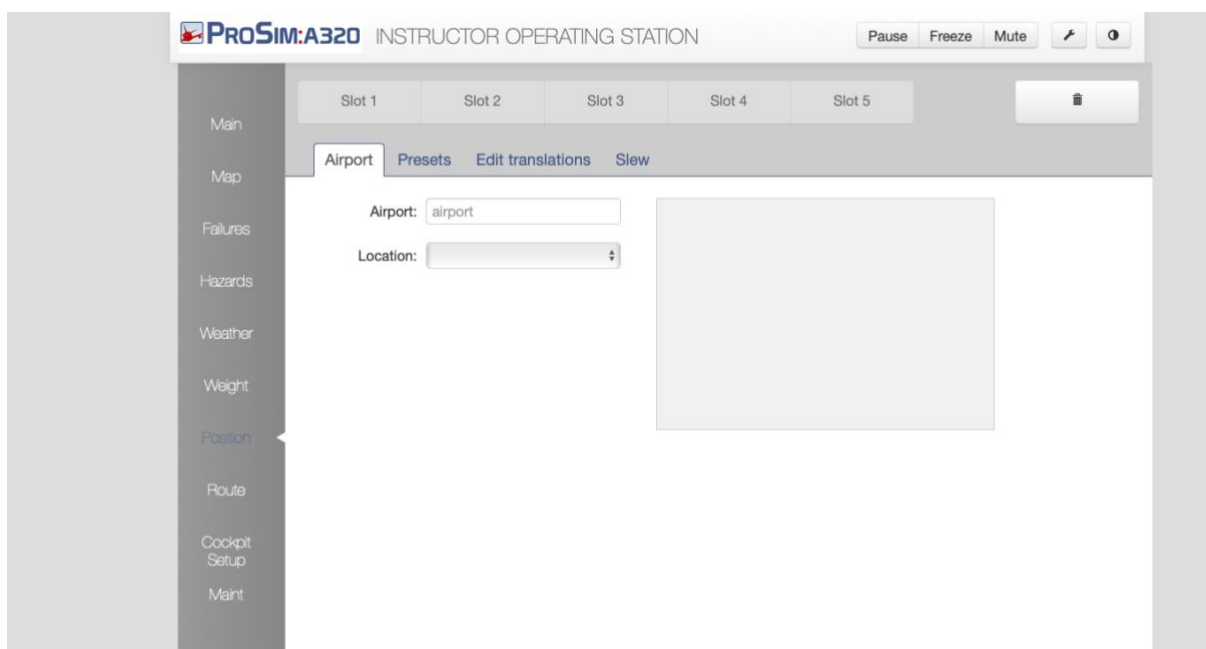 PROSIM:A320 INSTRUCTOR OPERATING STATION
Pause Freeze Mute
Slot 1 Slot 2 Slot 3 Slot 4 Slot 5
Main
Map
Failures
Hazards
Weather
Weight
Position
Route
Cockpit
Setup
Maint
Airport Presets Edit translations Slew
Airport: airport
Location: